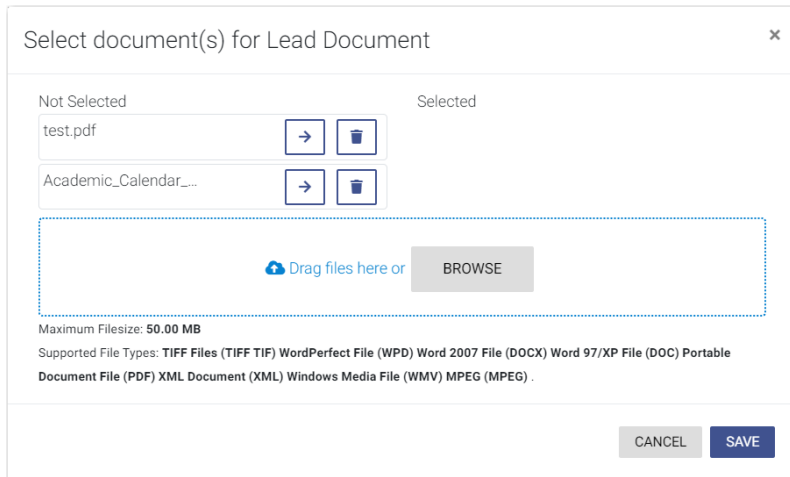 Select document(s) for Lead Document
×
Not Selected
Selected
test.pdf
Academic_Calendar_...
Drag files here or
BROWSE
Maximum Filesize: 50.00 MB
Supported File Types: TIFF Files (TIFF TIF) WordPerfect File (WPD) Word 2007 File (DOCX) Word 97/XP File (DOC) Portable
Document File (PDF) XML Document (XML) Windows Media File (WMV) MPEG (MPEG) .
CANCEL
SAVE